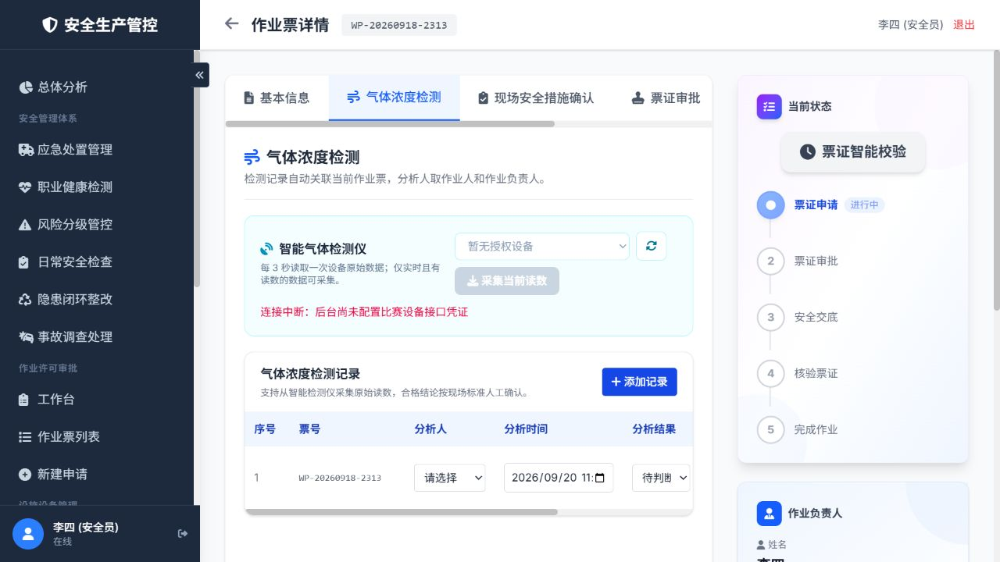 安全生产管控
作业票详情
WP-20260918-2313
李四 (安全员)
退出
总体分析
安全管理体系
应急处置管理
职业健康检测
风险分级管控
日常安全检查
隐患闭环整改
事故调查处理
作业许可审批
工作台
作业票列表
新建申请
李四 (安全员)
在线
基本信息
气体浓度检测
现场安全措施确认
票证审批
气体浓度检测
检测记录自动关联当前作业票，分析人取作业人和作业负责人。
智能气体检测仪
每 3 秒读取一次设备原始数据；仅实时且有
读数的数据可采集。
暂无授权设备
采集当前读数
连接中断：后台尚未配置比赛设备接口凭证
气体浓度检测记录
支持从智能检测仪采集原始读数，合格结论按现场标准人工确认。
添加记录
序号 票号 分析人 分析时间 分析结果
1 WP-20260918-2313 请选择 2026/09/20 11: 待判断
当前状态
票证智能校验
票证申请 进行中
2 票证审批
3 安全交底
4 核验票证
5 完成作业
作业负责人
姓名
李四